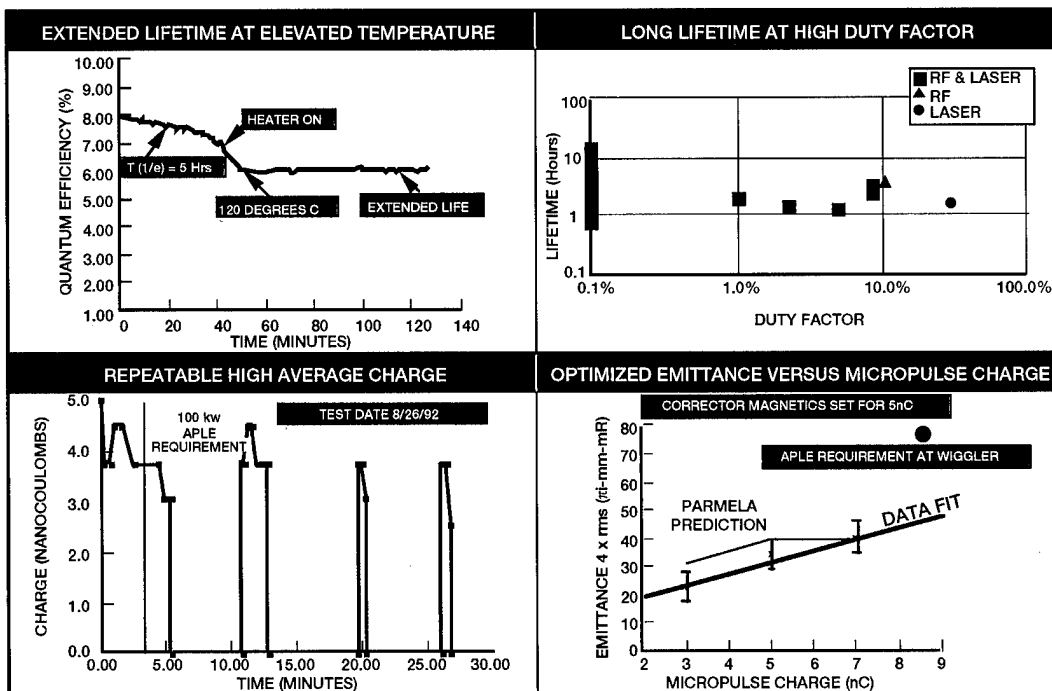 EXTENDED LIFETIME AT ELEVATED TEMPERATURE
QUANTUM EFFICIENCY (%)
10.00
9.00
8.00
7.00
6.00
5.00
4.00
3.00
2.00
1.00
HEATER ON
T (1/e) = 5 Hrs
120 DEGREES C
EXTENDED LIFE
0
20
40
60
80
100
120
140
TIME (MINUTES)
LONG LIFETIME AT HIGH DUTY FACTOR
RF & LASER
RF
LASER
LIFETIME (Hours)
100
10
1
0.1
0.1%
1.0%
10.0%
100.0%
DUTY FACTOR
REPEATABLE HIGH AVERAGE CHARGE
CHARGE (NANOCOULOMBS)
5.0
4.0
3.0
2.0
1.0
0.0
100 kw
APLE
REQUIREMENT
TEST DATE 8/26/92
0.00
5.00
10.00
15.00
20.00
25.00
30.00
TIME (MINUTES)
OPTIMIZED EMITTANCE VERSUS MICROPULSE CHARGE
CORRECTOR MAGNETICS SET FOR 5nC
EMITTANCE 4 x rms (πi-mm-mR)
80
70
60
50
40
30
20
10
0
APLE REQUIREMENT AT WIGGLER
PARMELA
PREDICTION
DATA FIT
2
3
4
5
6
7
8
9
MICROPULSE CHARGE (nC)